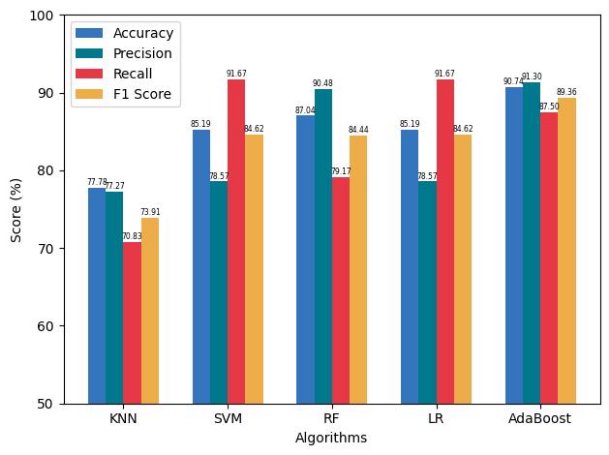 100
90
80
70
60
50
Score (%)
Accuracy
Precision
Recall
F1 Score
77.78 77.27 70.83 73.91
85.19 78.57 91.67 84.62
87.04 90.48 79.17 84.44
85.19 78.57 91.67 84.62
90.74 91.30 87.50 89.36
KNN SVM RF LR AdaBoost
Algorithms